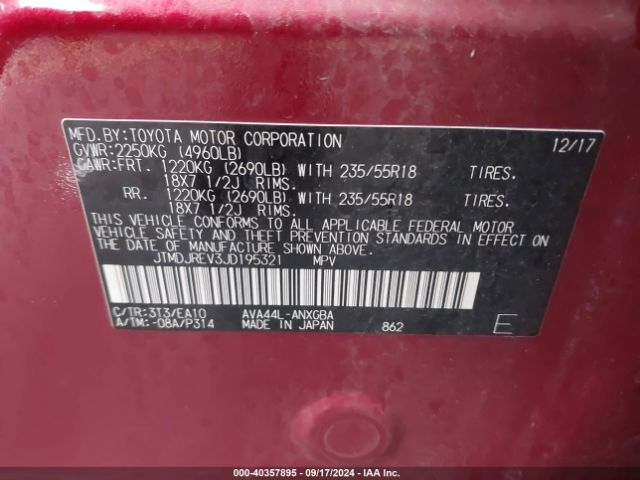 MFD.BY:TOYOTA MOTOR CORPORATION 12/17
GVWR:2250KG (4960LB)
GAWR:FRT. 1220KG (2690LB) WITH 235/55R18 TIRES.
18X7 1/2J RIMS.
RR. 1220KG (2690LB) WITH 235/55R18 TIRES.
18X7 1/2J RIMS.
THIS VEHICLE CONFORMS TO ALL APPLICABLE FEDERAL MOTOR
VEHICLE SAFETY AND THEFT PREVENTION STANDARDS IN EFFECT
ON THE DATE OF MANUFACTURE SHOWN ABOVE.
JTMDJREV3JD195321 MPV
C/TR:3T3/EA10 AVA44L-ANXGBA
A/TM:-08A/P314 MADE IN JAPAN 862 E
000-40357895 - 09/17/2024 - IAA Inc.